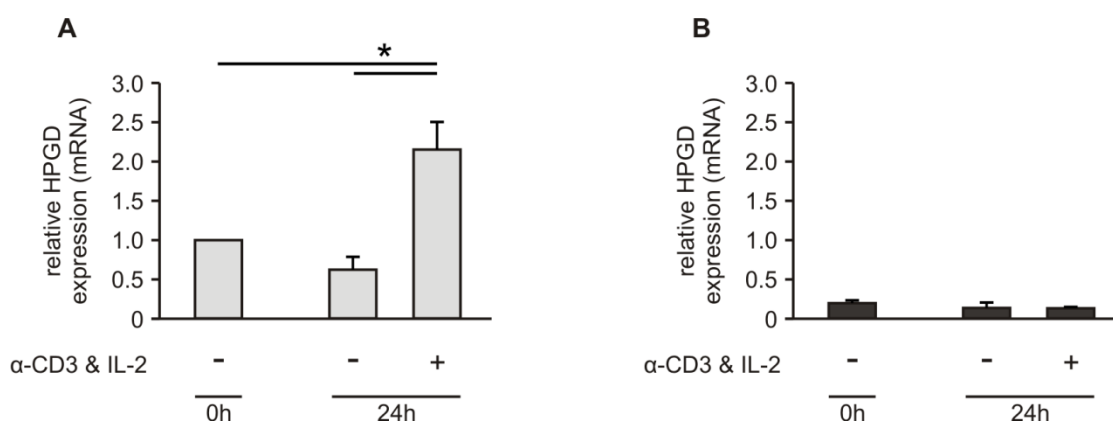 A
*
relative HPGD
expression (mRNA)
3.0
2.5
2.0
1.5
1.0
0.5
0
α-CD3 & IL-2
- - +
0h 24h
B
relative HPGD
expression (mRNA)
3.0
2.5
2.0
1.5
1.0
0.5
0
α-CD3 & IL-2
- - +
0h 24h